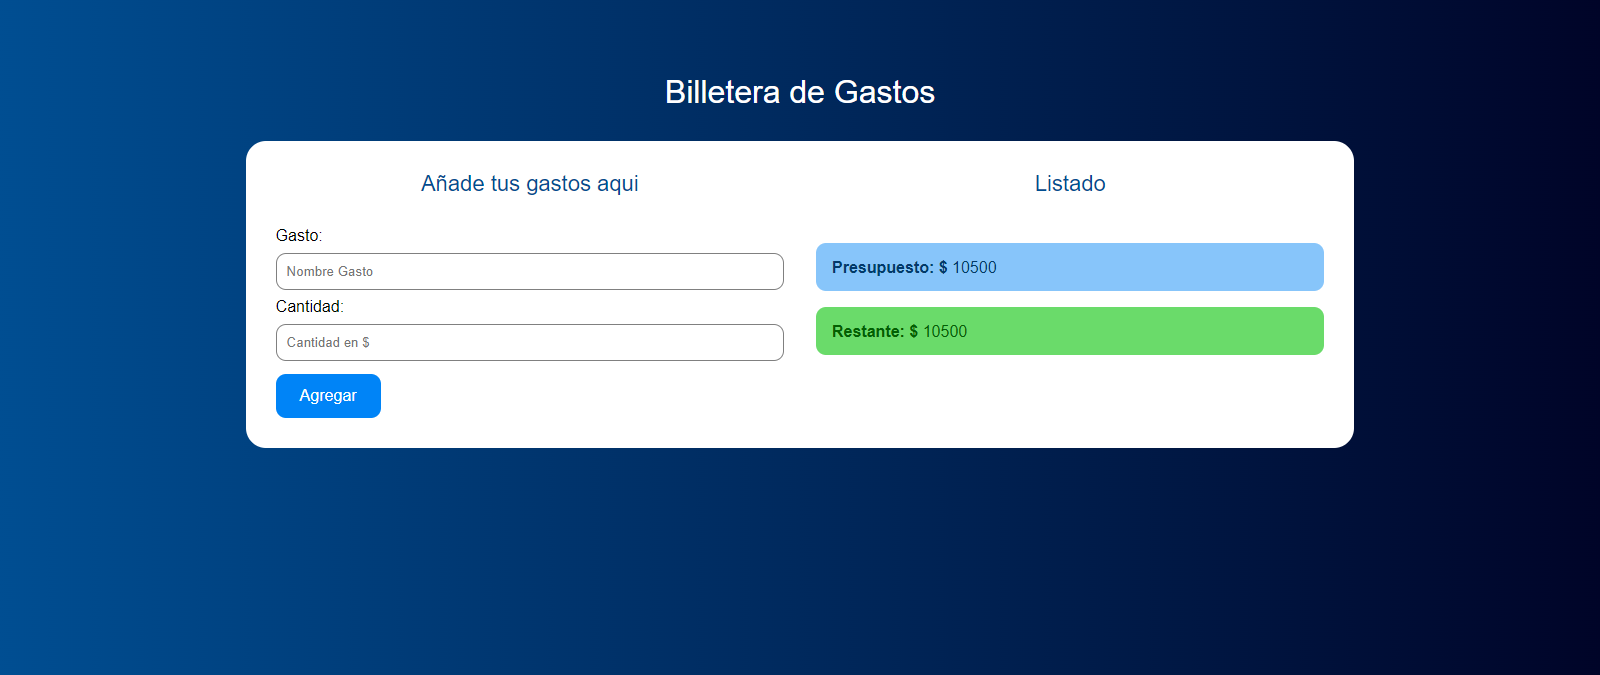 Billetera de Gastos
Añade tus gastos aqui
Gasto:
Nombre Gasto
Cantidad:
Cantidad en $
Agregar
Listado
Presupuesto: $ 10500
Restante: $ 10500